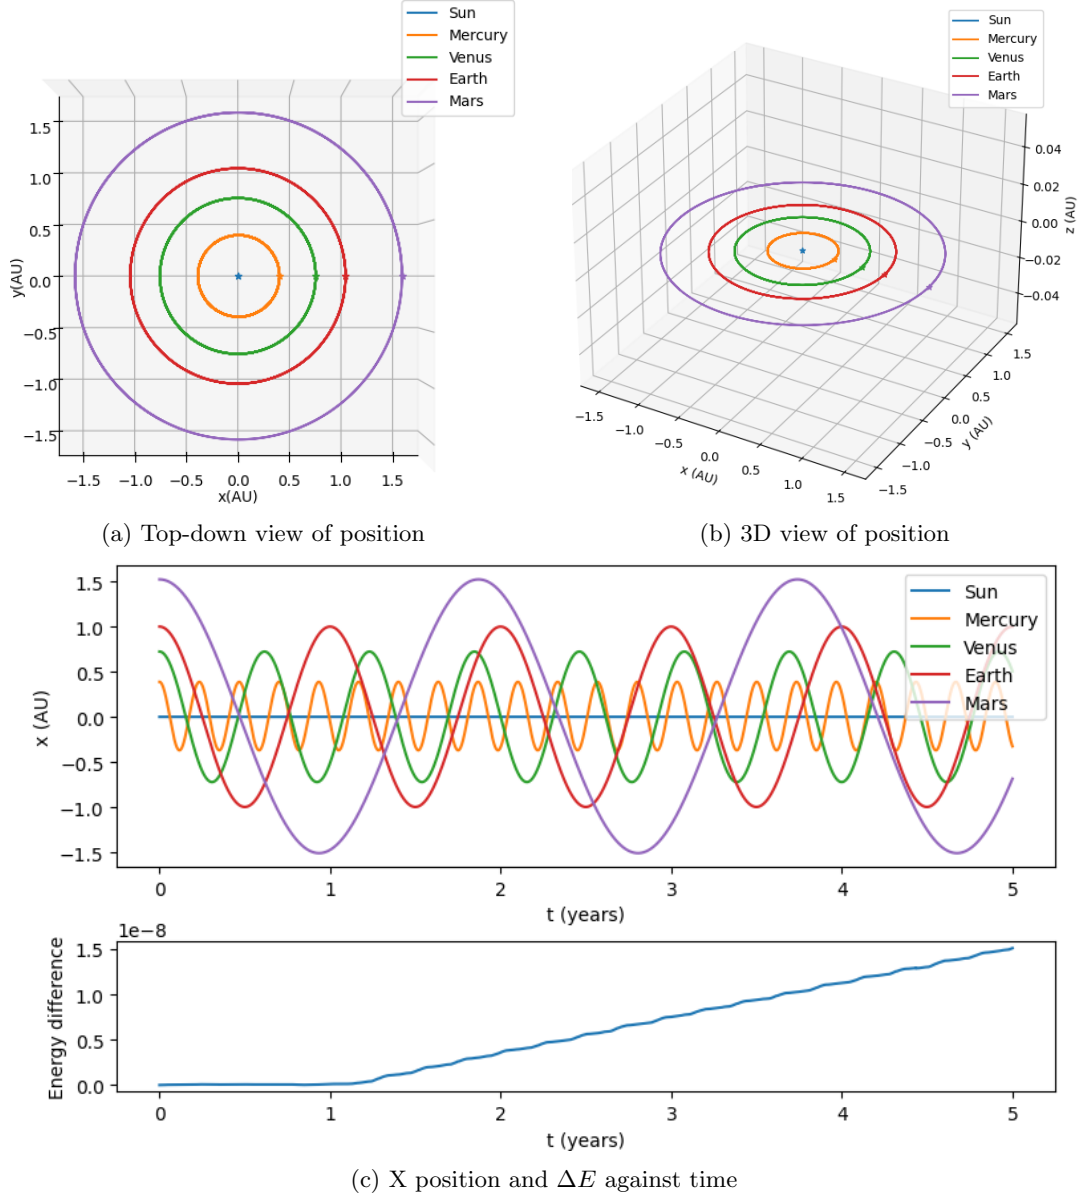 Sun
Mercury
Venus
Earth
Mars
1.5
1.0
0.5
0.0
−0.5
−1.0
−1.5
y(AU)
−1.5 −1.0 −0.5 0.0 0.5 1.0 1.5
x(AU)
(a) Top-down view of position
Sun
Mercury
Venus
Earth
Mars
0.04
0.02
0.00
−0.02
−0.04
z (AU)
1.5
1.0
0.5
0.0
−0.5
−1.0
−1.5
y (AU)
−1.5
−1.0
−0.5
0.0
0.5
1.0
1.5
x (AU)
(b) 3D view of position
1.5
1.0
0.5
0.0
−0.5
−1.0
−1.5
x (AU)
Sun
Mercury
Venus
Earth
Mars
0 1 2 3 4 5
t (years)
1e−8
1.5
1.0
0.5
0.0
Energy difference
0 1 2 3 4 5
t (years)
(c) X position and ΔE against time